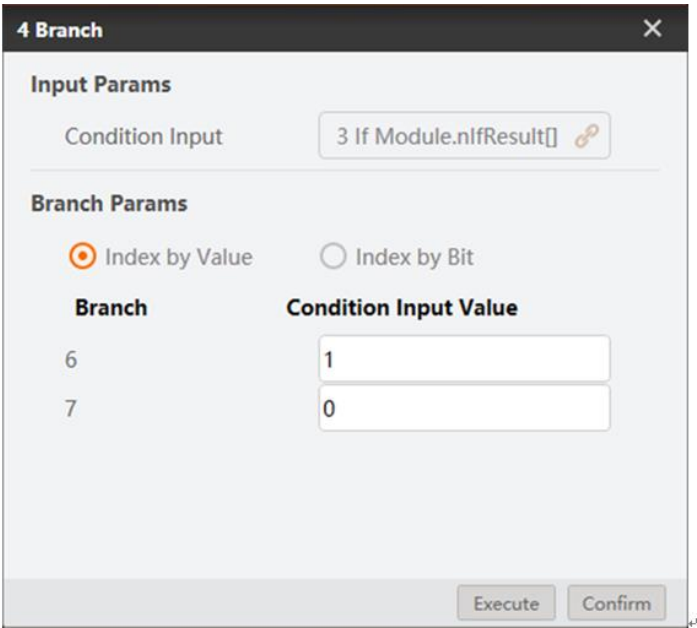 4 Branch
Input Params
Condition Input 3 If Module.nIfResult[]
Branch Params
Index by Value Index by Bit
Branch Condition Input Value
6 1
7 0
Execute Confirm